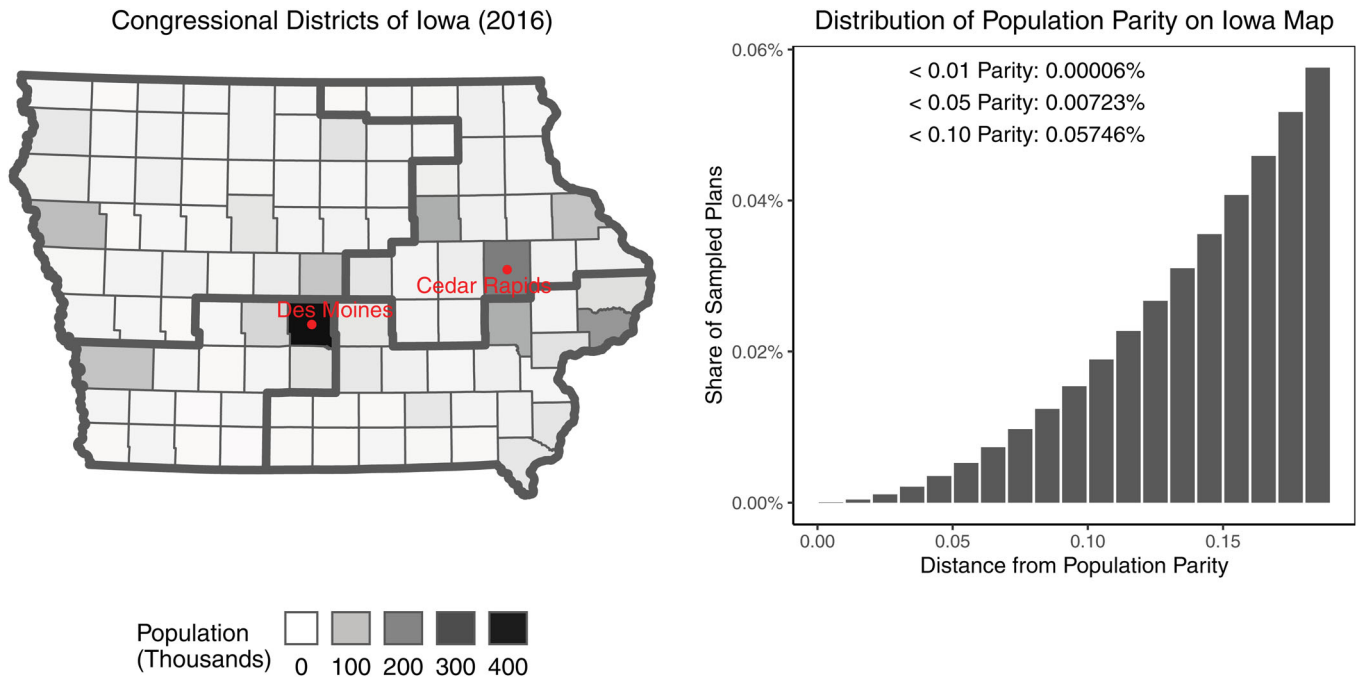 Congressional Districts of Iowa (2016)
Cedar Rapids
Des Moines
Population
(Thousands)
0 100 200 300 400
Distribution of Population Parity on Iowa Map
< 0.01 Parity: 0.00006%
< 0.05 Parity: 0.00723%
< 0.10 Parity: 0.05746%
Share of Sampled Plans
0.06%
0.04%
0.02%
0.00%
0.00 0.05 0.10 0.15
Distance from Population Parity